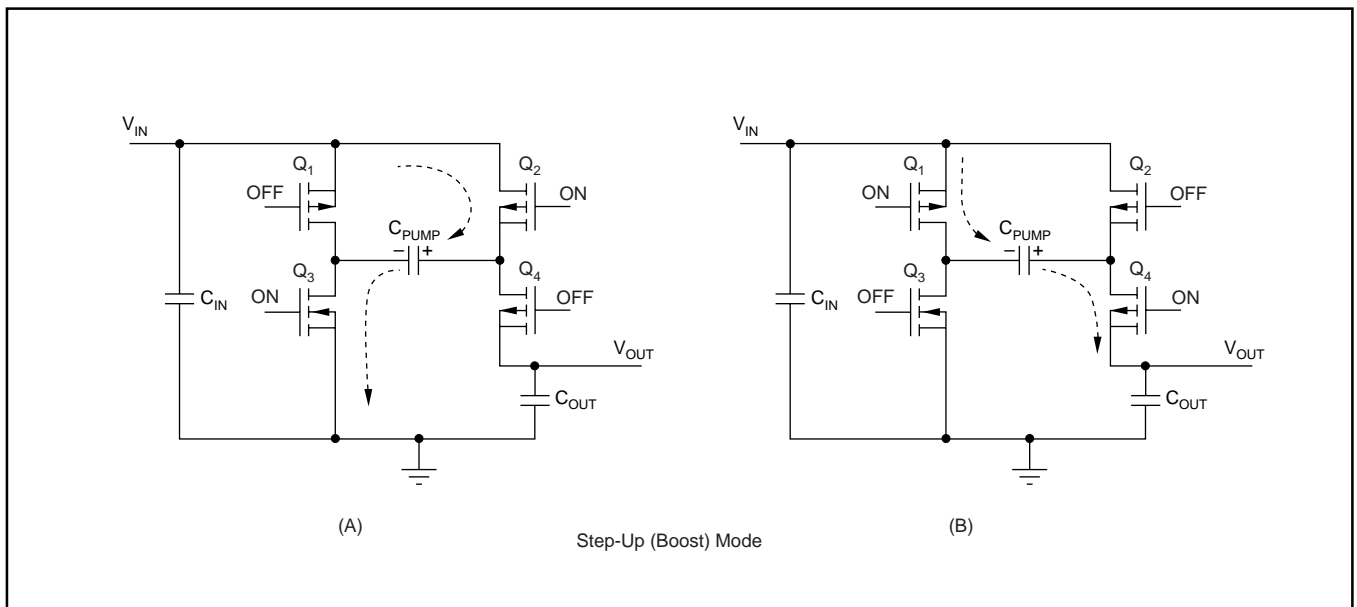 V_IN
Q_1
Q_2
OFF
ON
C_PUMP
− +
Q_3
Q_4
ON
OFF
C_IN
V_OUT
C_OUT
(A)
V_IN
Q_1
Q_2
ON
OFF
C_PUMP
− +
Q_3
Q_4
OFF
ON
C_IN
V_OUT
C_OUT
(B)
Step-Up (Boost) Mode